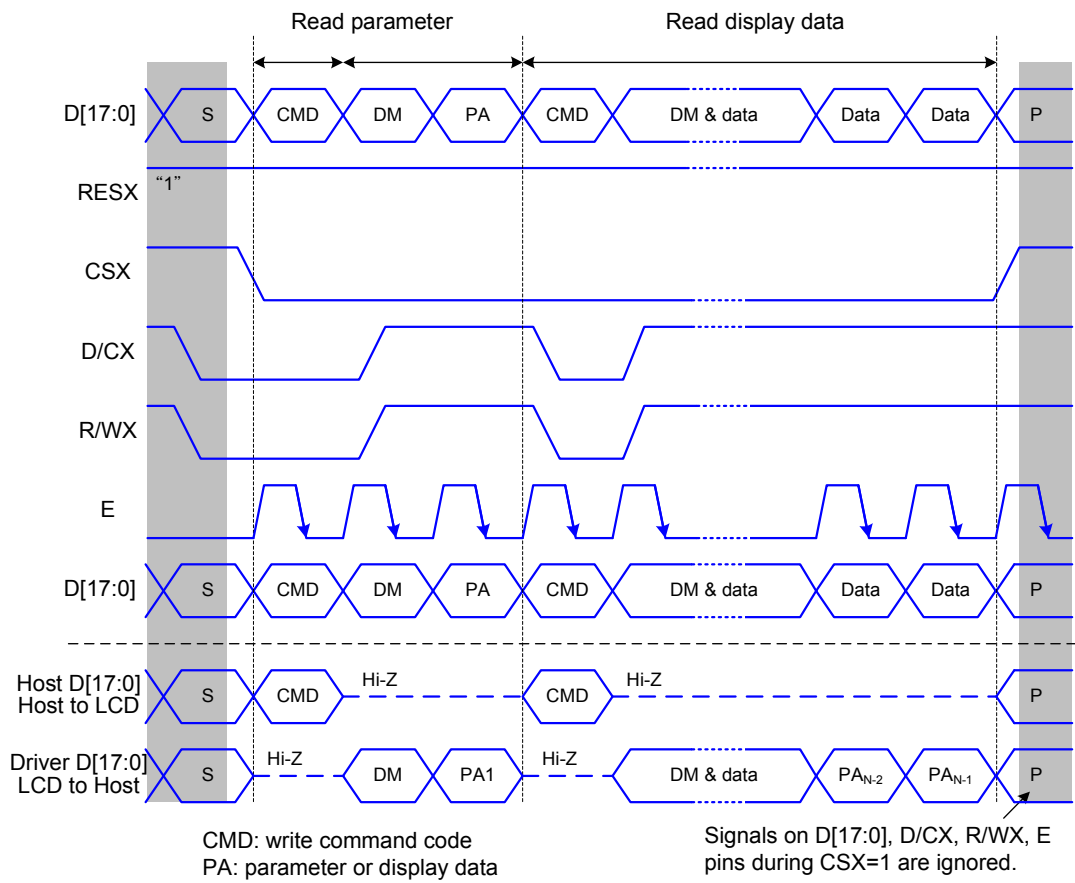 Read parameter Read display data
D[17:0] S CMD DM PA CMD DM & data Data Data P
RESX “1”
CSX
D/CX
R/WX
E
D[17:0] S CMD DM PA CMD DM & data Data Data P
Host D[17:0]
Host to LCD S CMD Hi-Z CMD Hi-Z P
Driver D[17:0]
LCD to Host S Hi-Z DM PA1 Hi-Z DM & data PAN-2 PAN-1 P
CMD: write command code
PA: parameter or display data
Signals on D[17:0], D/CX, R/WX, E
pins during CSX=1 are ignored.